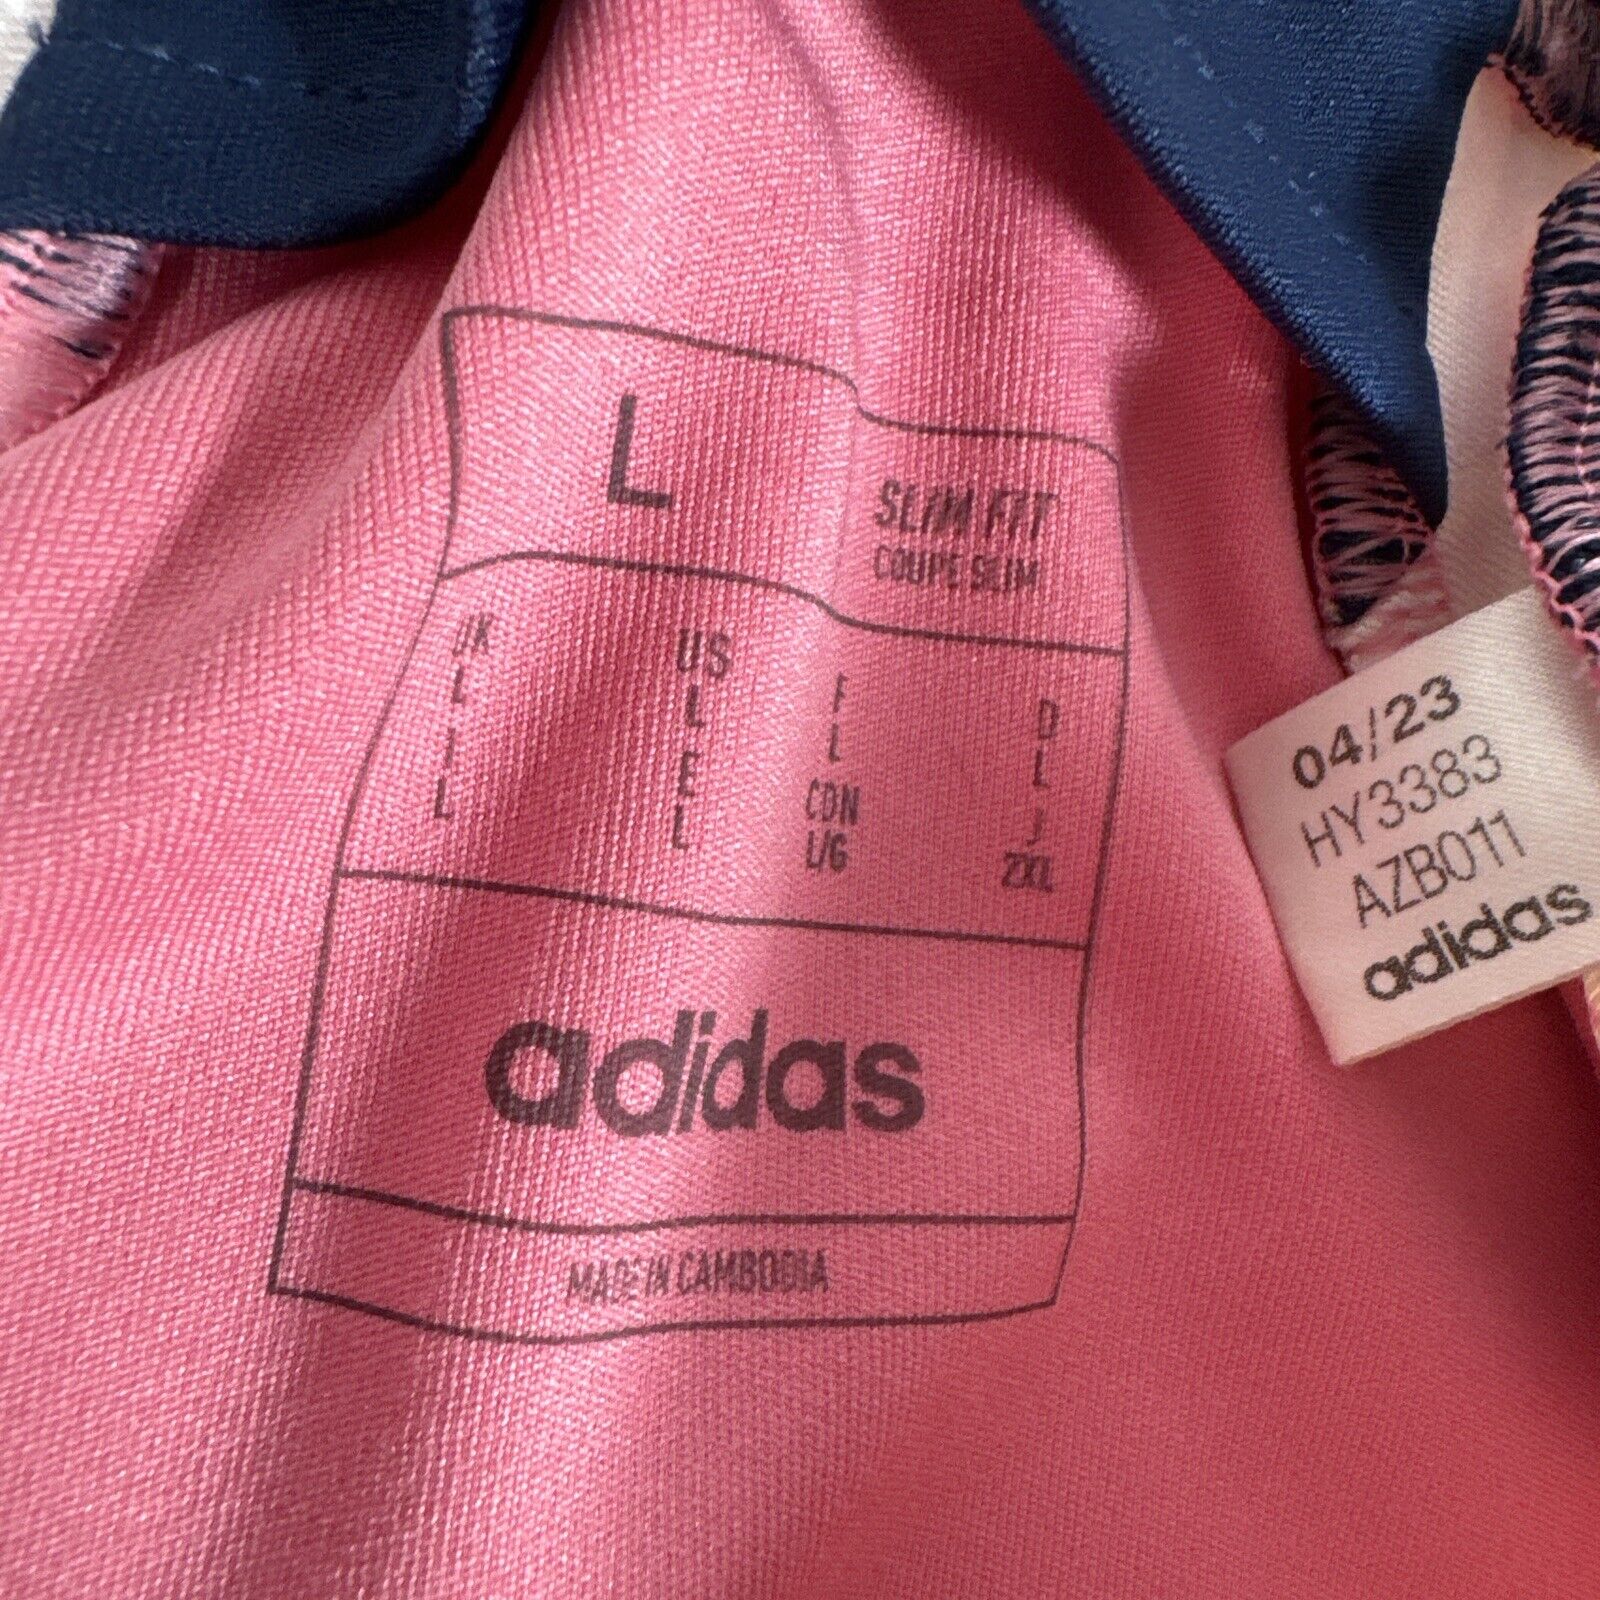 L
SLIM FIT
COUPE SLIM
UK US F D
L L L L
I E CDN J
L L L/G 2XL
adidas
MADE IN CAMBODIA
04/23
HY3383
AZB011
adidas